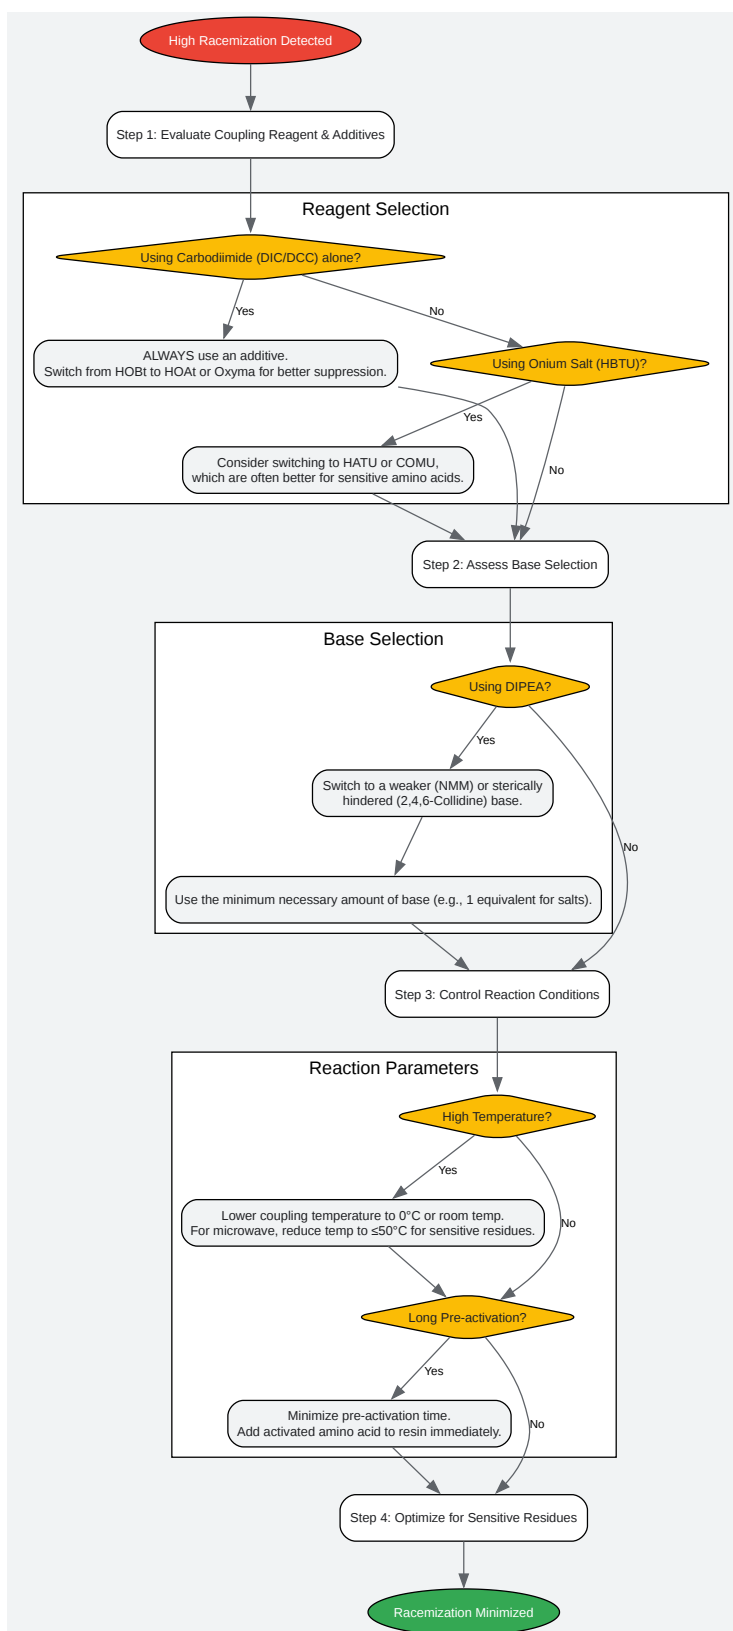 High Racemization Detected
Step 1: Evaluate Coupling Reagent & Additives
Reagent Selection
Using Carbodiimide (DIC/DCC) alone?
Yes
No
ALWAYS use an additive.
Switch from HOBt to HOAt or Oxyma for better suppression.
Using Onium Salt (HBTU)?
Yes
No
Consider switching to HATU or COMU,
which are often better for sensitive amino acids.
Step 2: Assess Base Selection
Base Selection
Using DIPEA?
Yes
No
Switch to a weaker (NMM) or sterically
hindered (2,4,6-Collidine) base.
Use the minimum necessary amount of base (e.g., 1 equivalent for salts).
Step 3: Control Reaction Conditions
Reaction Parameters
High Temperature?
Yes
No
Lower coupling temperature to 0°C or room temp.
For microwave, reduce temp to ≤50°C for sensitive residues.
Long Pre-activation?
Yes
No
Minimize pre-activation time.
Add activated amino acid to resin immediately.
Step 4: Optimize for Sensitive Residues
Racemization Minimized